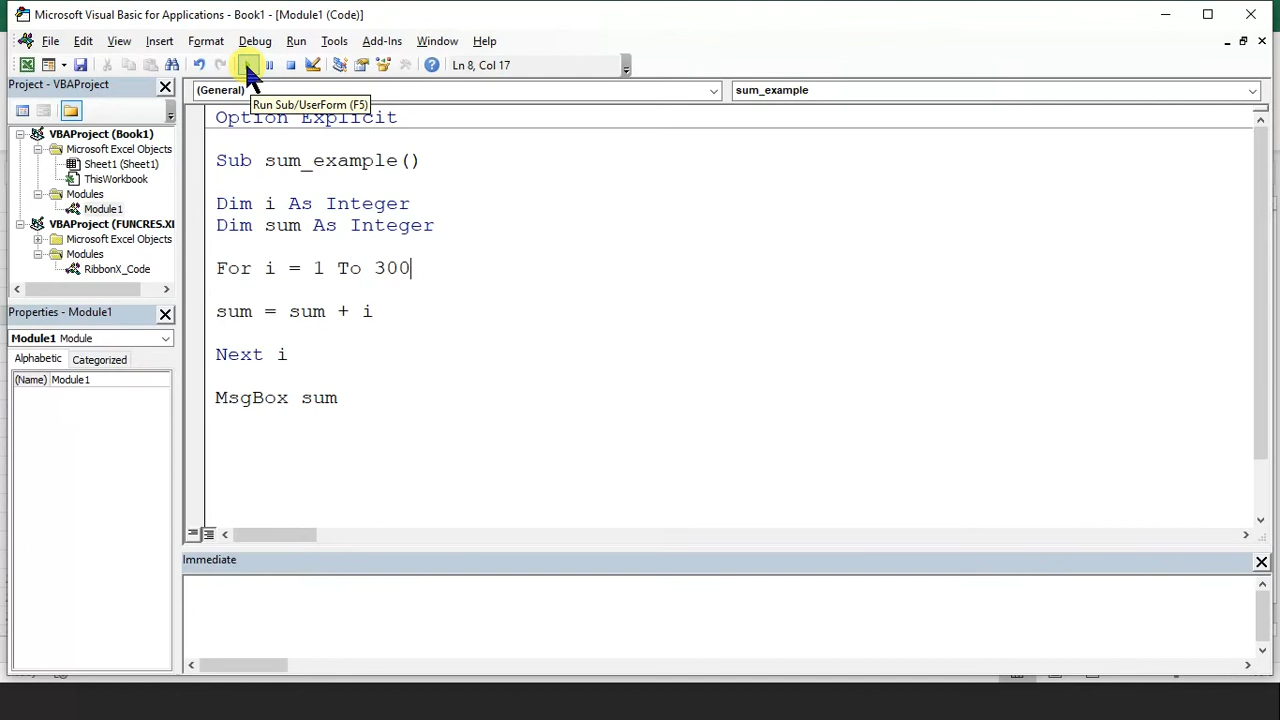 Microsoft Visual Basic for Applications - Book1 - [Module1 (Code)]
File Edit View Insert Format Debug Run Tools Add-Ins Window Help
Ln 8, Col 17
Project - VBAProject
(General)
sum_example
Run Sub/UserForm (F5)
Option Explicit
VBAProject (Book1)
Microsoft Excel Objects
Sheet1 (Sheet1)
ThisWorkbook
Modules
Module1
VBAProject (FUNCRES.XL
Microsoft Excel Objects
Modules
RibbonX_Code
Sub sum_example()
Dim i As Integer
Dim sum As Integer
For i = 1 To 300
sum = sum + i
Next i
MsgBox sum
Properties - Module1
Module1 Module
Alphabetic Categorized
(Name) Module1
Immediate